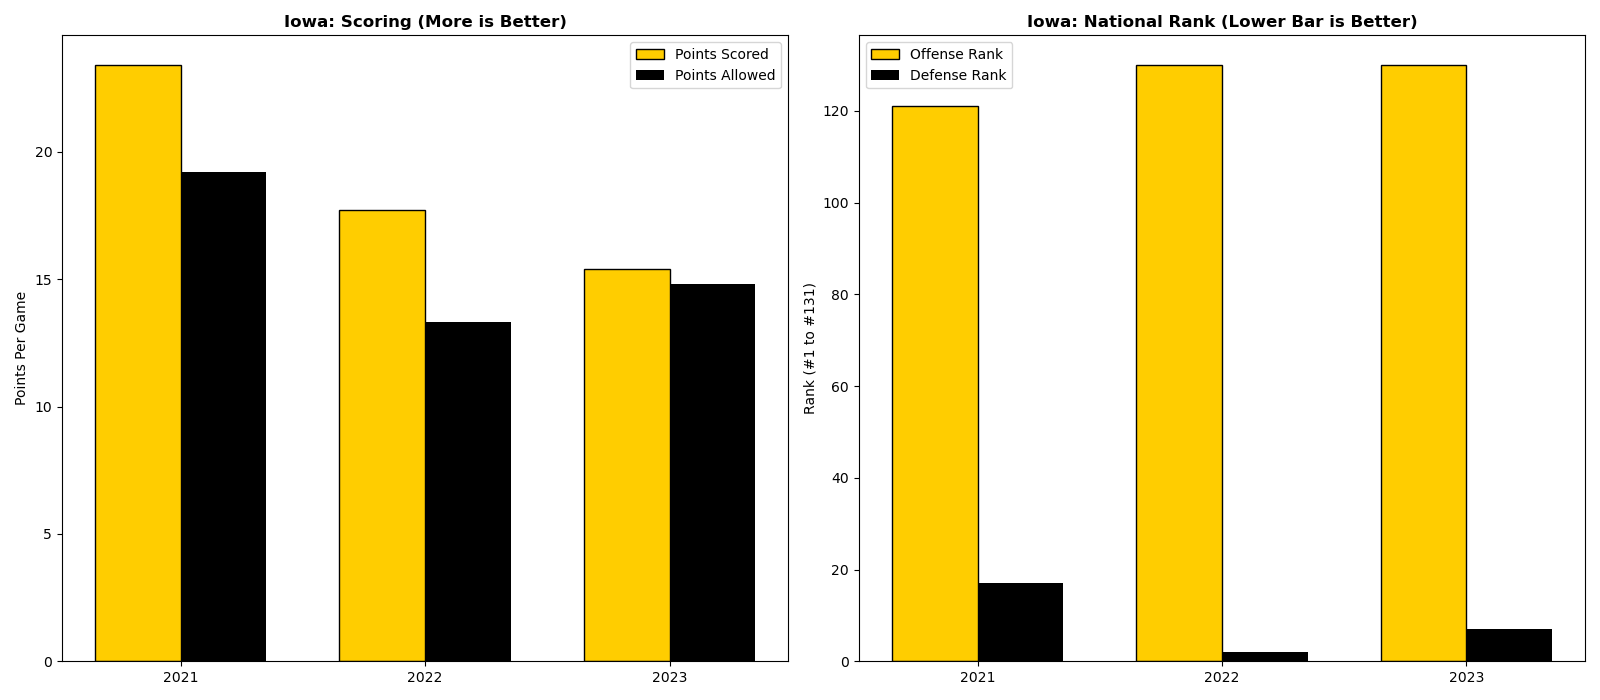 Iowa: Scoring (More is Better)
Points Scored
Points Allowed
Points Per Game
20
15
10
5
0
2021
2022
2023
Iowa: National Rank (Lower Bar is Better)
Offense Rank
Defense Rank
Rank (#1 to #131)
120
100
80
60
40
20
0
2021
2022
2023